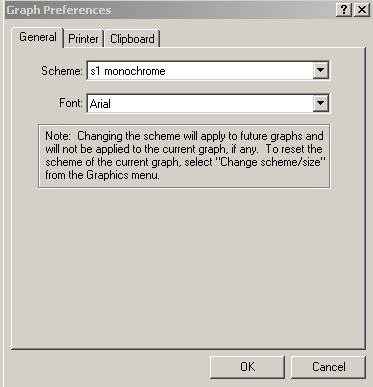 Graph Preferences
General Printer Clipboard
Scheme: s1 monochrome
Font: Arial
Note: Changing the scheme will apply to future graphs and
will not be applied to the current graph, if any. To reset the
scheme of the current graph, select "Change scheme/size"
from the Graphics menu.
OK Cancel